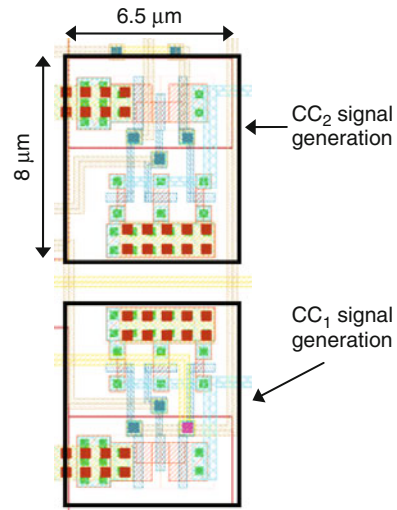 6.5 μm
8 μm
CC₂ signal
generation
CC₁ signal
generation